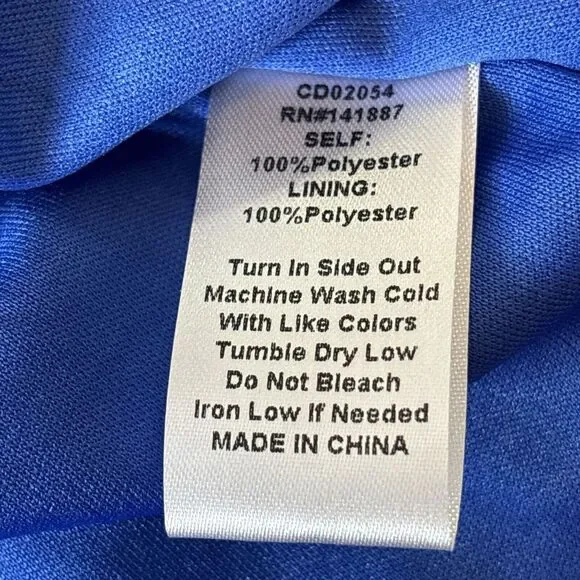 CD02054
RN#141887
SELF:
100%Polyester
LINING:
100%Polyester
Turn In Side Out
Machine Wash Cold
With Like Colors
Tumble Dry Low
Do Not Bleach
Iron Low If Needed
MADE IN CHINA